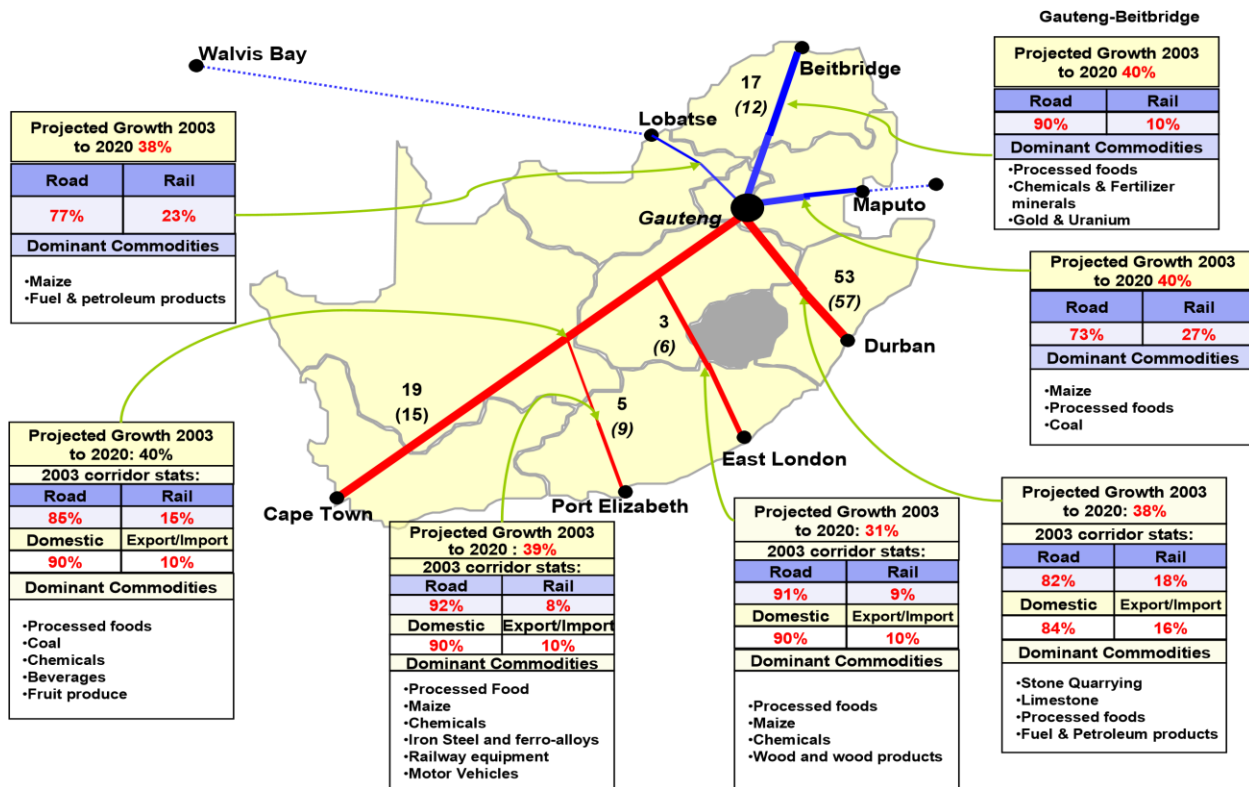 Gauteng-Beitbridge
Projected Growth 2003
to 2020 40%
Road Rail
90% 10%
Dominant Commodities
•Processed foods
•Chemicals & Fertilizer
minerals
•Gold & Uranium
Walvis Bay
Beitbridge
17
(12)
Lobatse
Maputo
Gauteng
53
(57)
Durban
3
(6)
19
(15)
5
(9)
East London
Port Elizabeth
Cape Town
Projected Growth 2003
to 2020 38%
Road Rail
77% 23%
Dominant Commodities
•Maize
•Fuel & petroleum products
Projected Growth 2003
to 2020 40%
Road Rail
73% 27%
Dominant Commodities
•Maize
•Processed foods
•Coal
Projected Growth 2003
to 2020: 40%
2003 corridor stats:
Road Rail
85% 15%
Domestic Export/Import
90% 10%
Dominant Commodities
•Processed foods
•Coal
•Chemicals
•Beverages
•Fruit produce
Projected Growth 2003
to 2020 : 39%
2003 corridor stats:
Road Rail
92% 8%
Domestic Export/Import
90% 10%
Dominant Commodities
•Processed Food
•Maize
•Chemicals
•Iron Steel and ferro-alloys
•Railway equipment
•Motor Vehicles
Projected Growth 2003
to 2020: 31%
2003 corridor stats:
Road Rail
91% 9%
Domestic Export/Import
90% 10%
Dominant Commodities
•Processed foods
•Maize
•Chemicals
•Wood and wood products
Projected Growth 2003
to 2020: 38%
2003 corridor stats:
Road Rail
82% 18%
Domestic Export/Import
84% 16%
Dominant Commodities
•Stone Quarrying
•Limestone
•Processed foods
•Fuel & Petroleum products